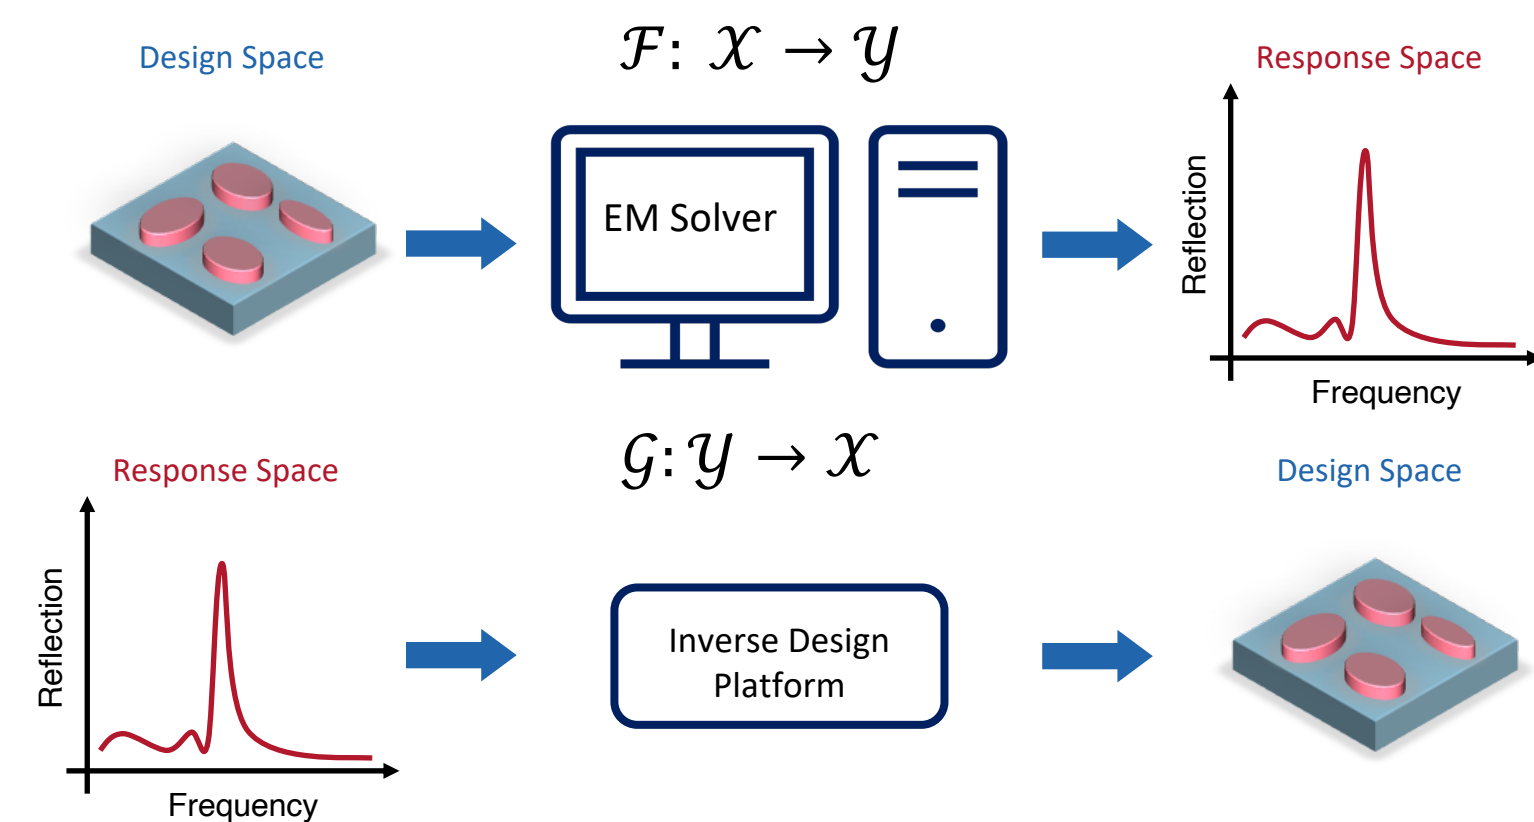 Design Space
ℱ: 𝒳 → 𝒴
Response Space
EM Solver
Reflection
Frequency
Response Space
𝒢: 𝒴 → 𝒳
Design Space
Reflection
Inverse Design
Platform
Frequency